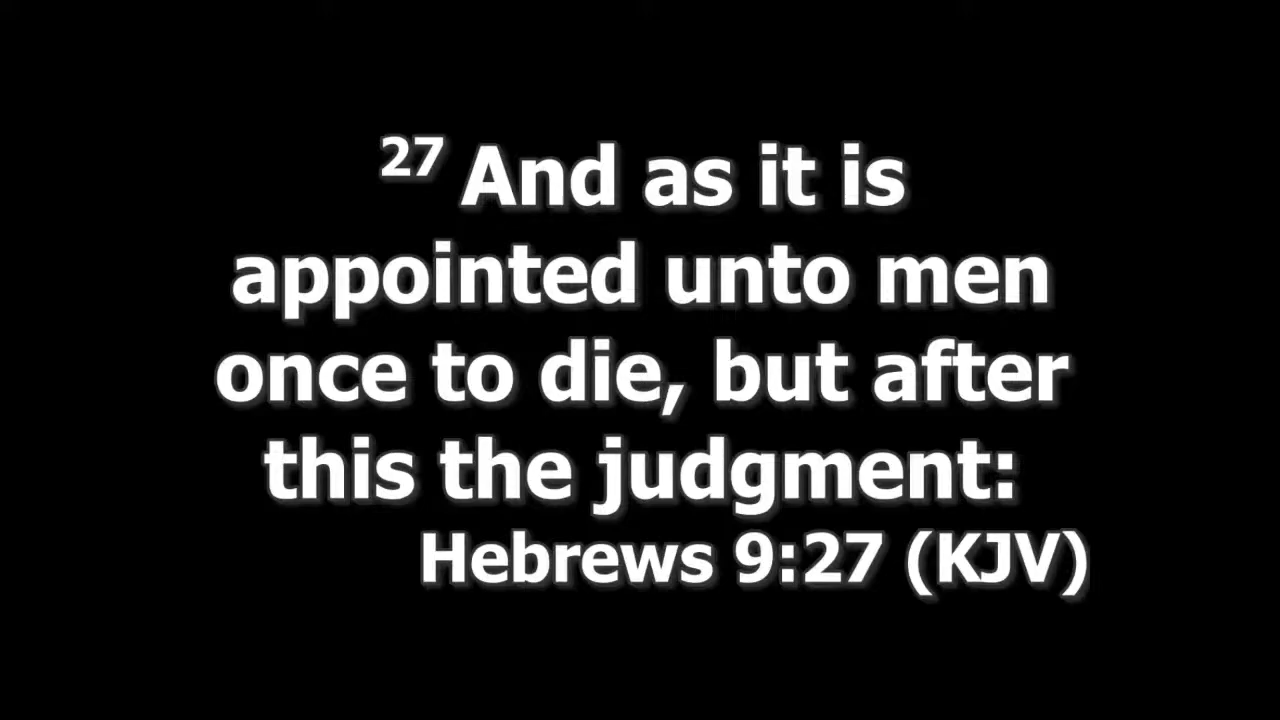 27 And as it is
appointed unto men
once to die, but after
this the judgment:
Hebrews 9:27 (KJV)